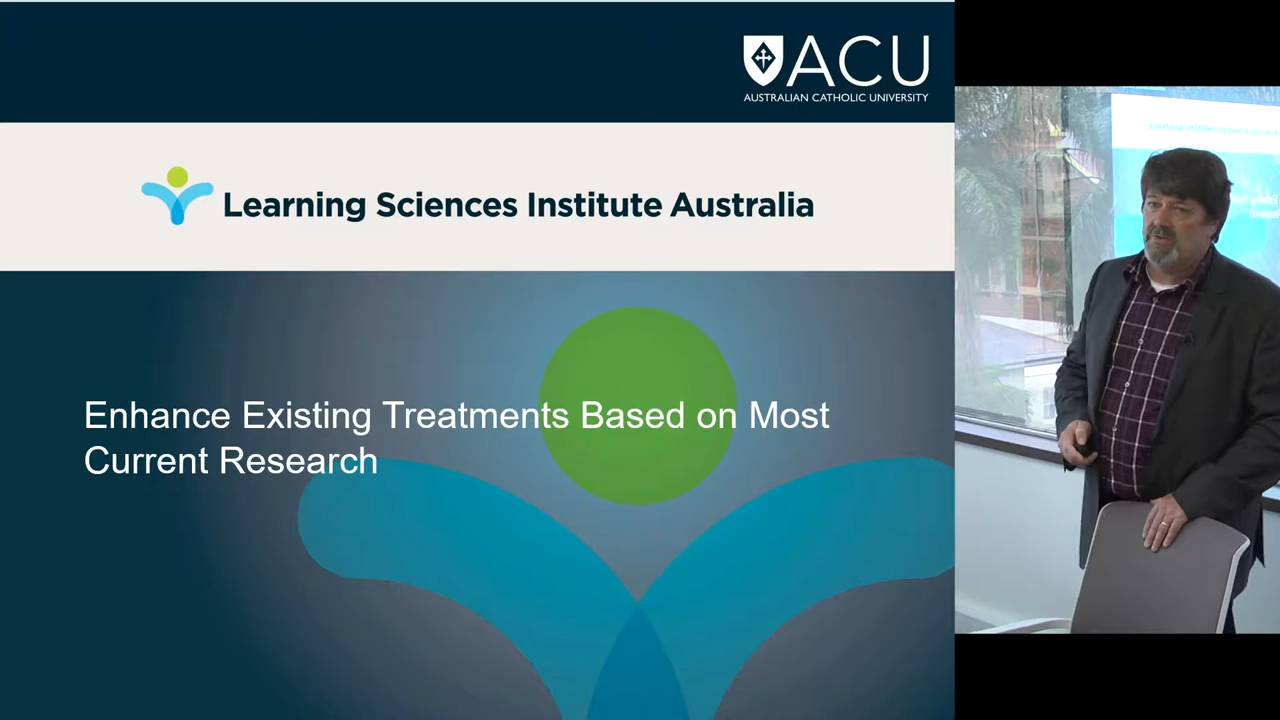 ACU
AUSTRALIAN CATHOLIC UNIVERSITY
Learning Sciences Institute Australia
Enhance Existing Treatments Based on Most
Current Research